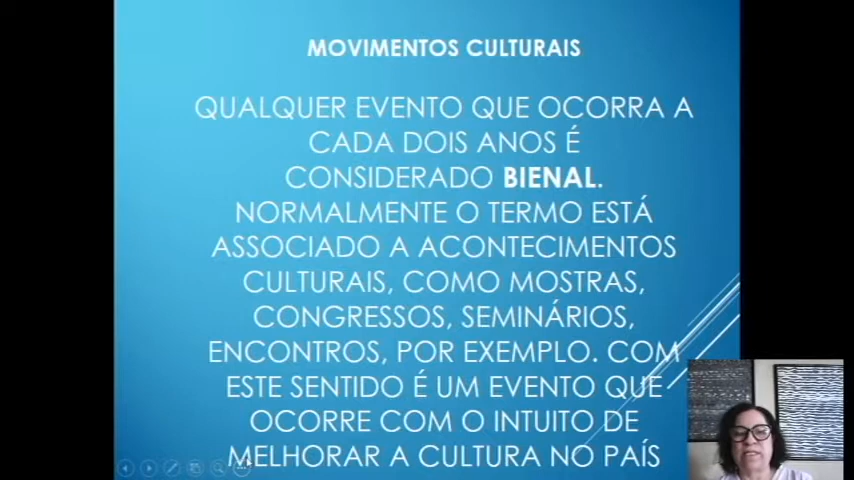 MOVIMENTOS CULTURAIS
QUALQUER EVENTO QUE OCORRA A
CADA DOIS ANOS É
CONSIDERADO BIENAL.
NORMALMENTE O TERMO ESTÁ
ASSOCIADO A ACONTECIMENTOS
CULTURAIS, COMO MOSTRAS,
CONGRESSOS, SEMINÁRIOS,
ENCONTROS, POR EXEMPLO. COM
ESTE SENTIDO É UM EVENTO QUE
OCORRE COM O INTUITO DE
MELHORAR A CULTURA NO PAÍS